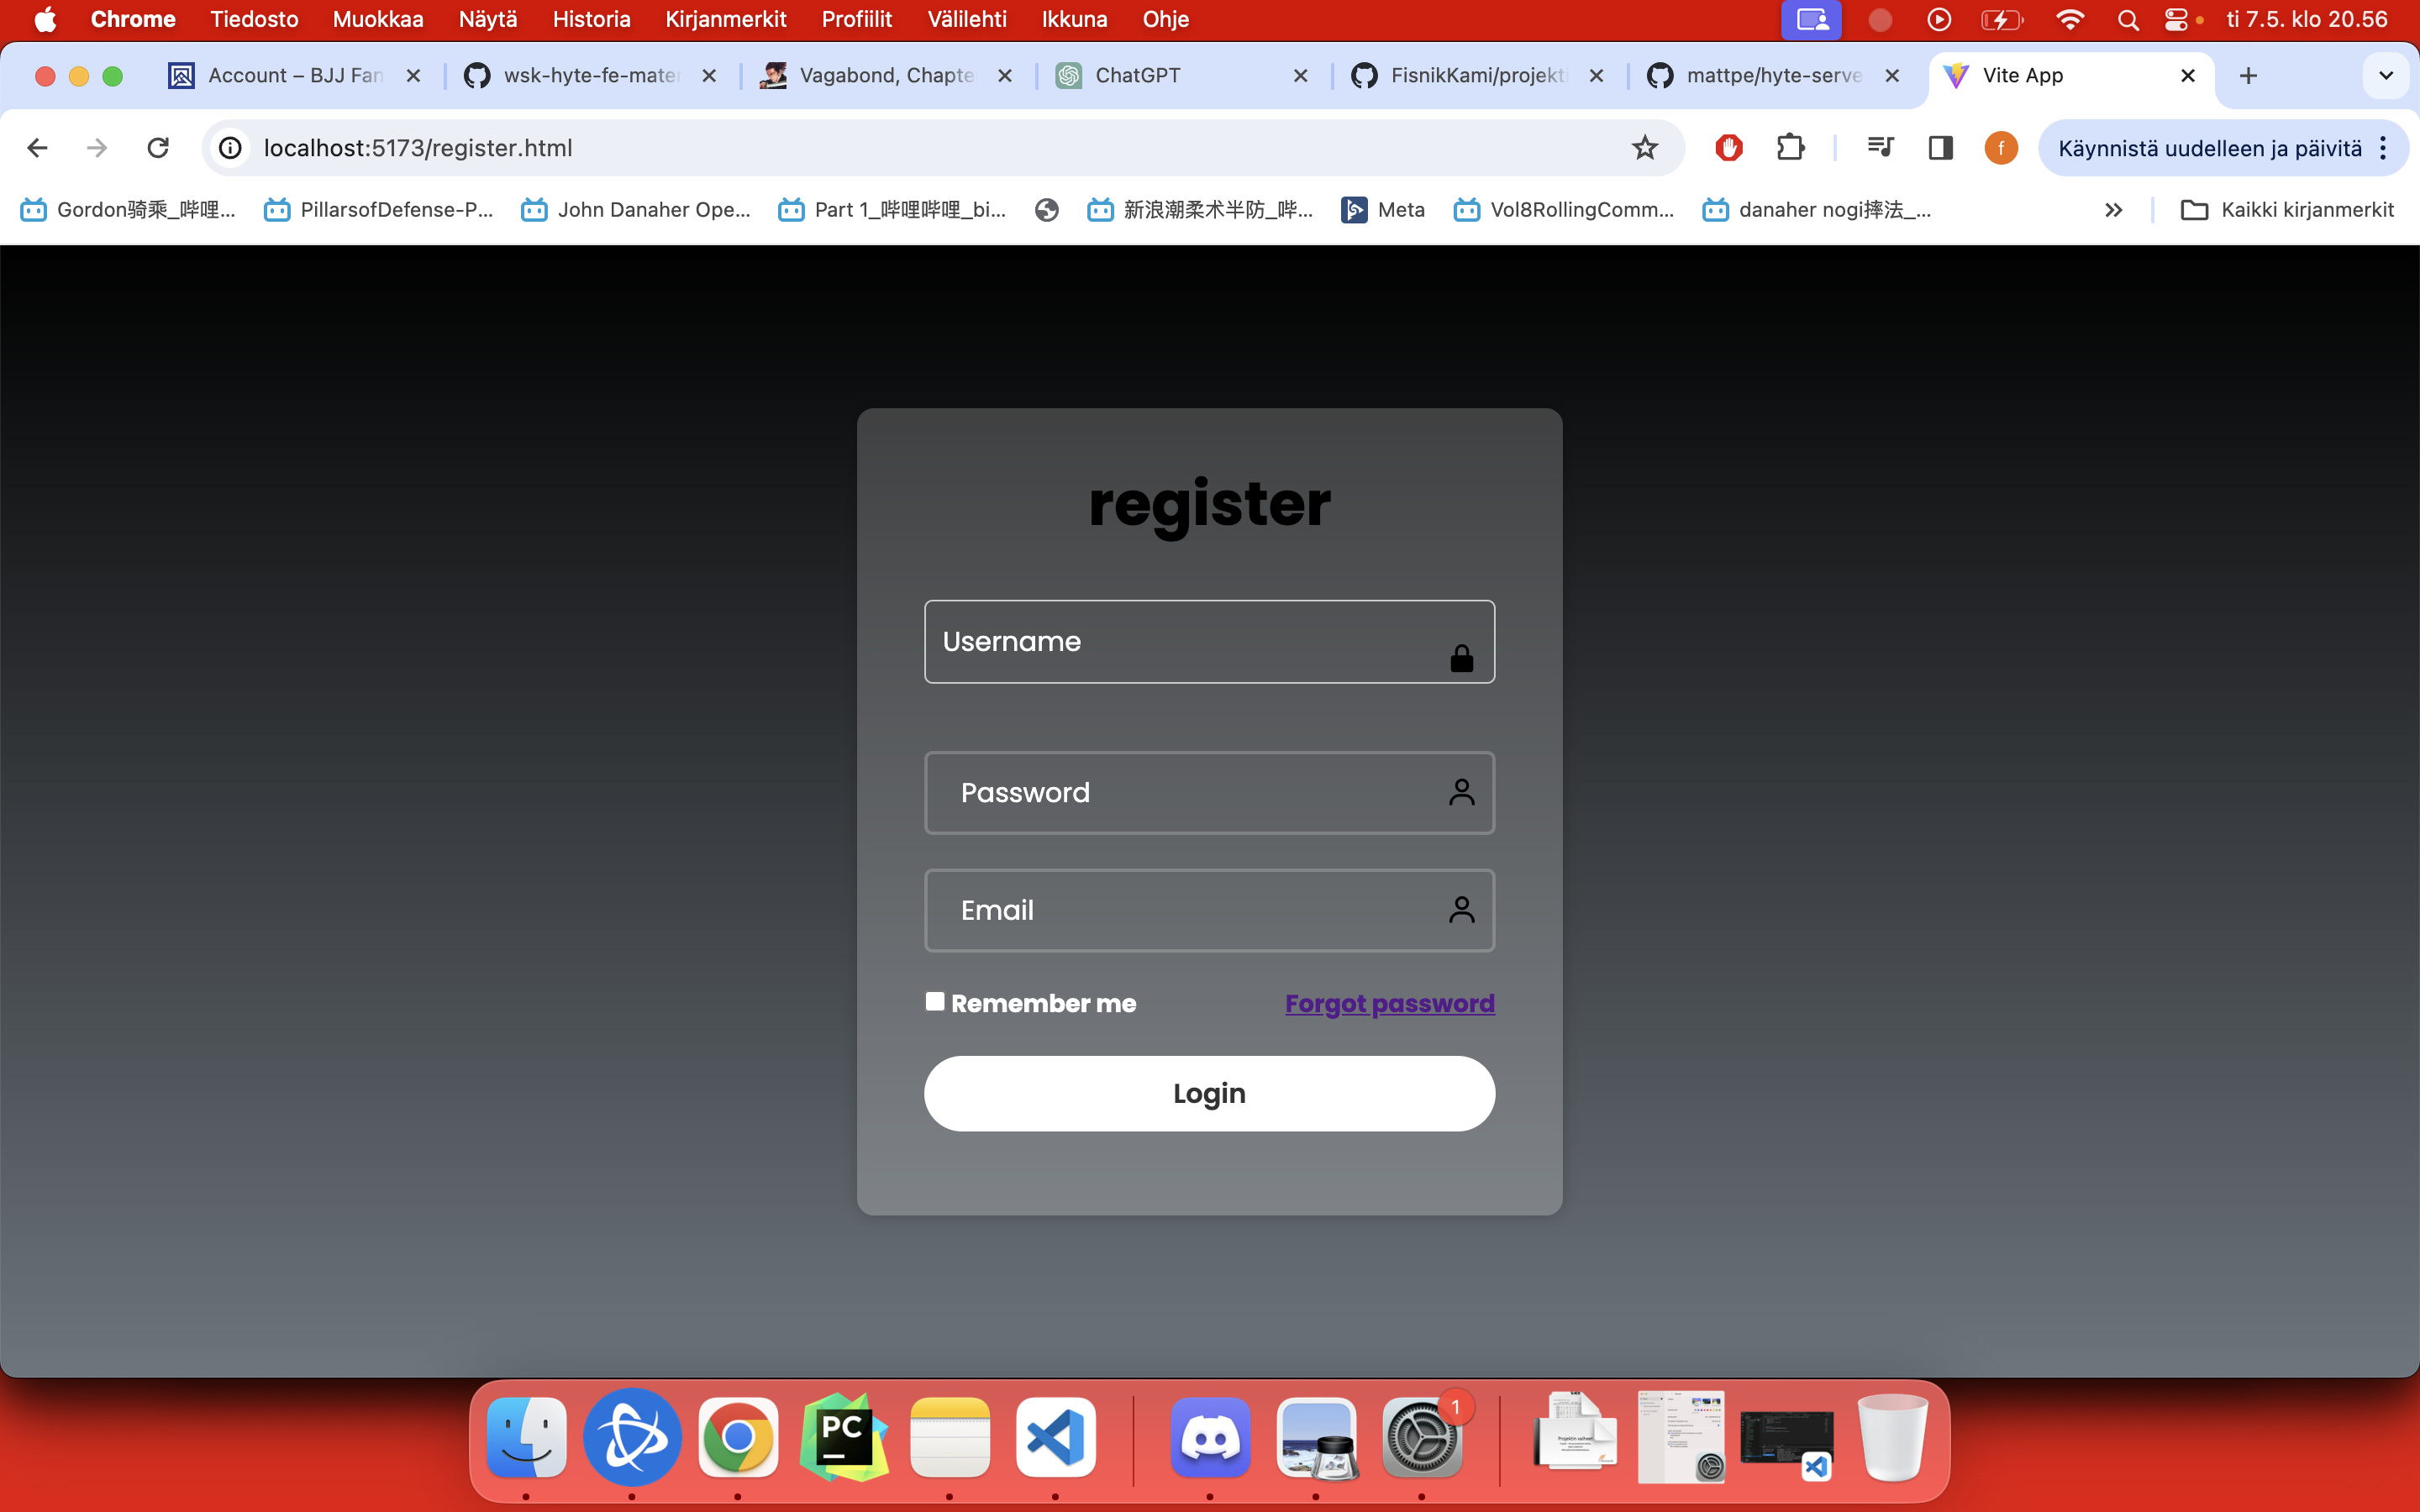 Chrome Tiedosto Muokkaa Näytä Historia Kirjanmerkit Profiilit Välilehti Ikkuna Ohje ti 7.5. klo 20.56
Account – BJJ Fan wsk-hyte-fe-mater Vagabond, Chapte ChatGPT FisnikKami/projekt mattpe/hyte-serve Vite App
localhost:5173/register.html f Käynnistä uudelleen ja päivitä
Gordon骑乘_哔哩... PillarsofDefense-P... John Danaher Ope... Part 1_哔哩哔哩_bi... 新浪潮柔术半防_哔... Meta Vol8RollingComm... danaher nogi摔法_... Kaikki kirjanmerkit
register
Username
Password
Email
Remember me Forgot password
Login
PC 1